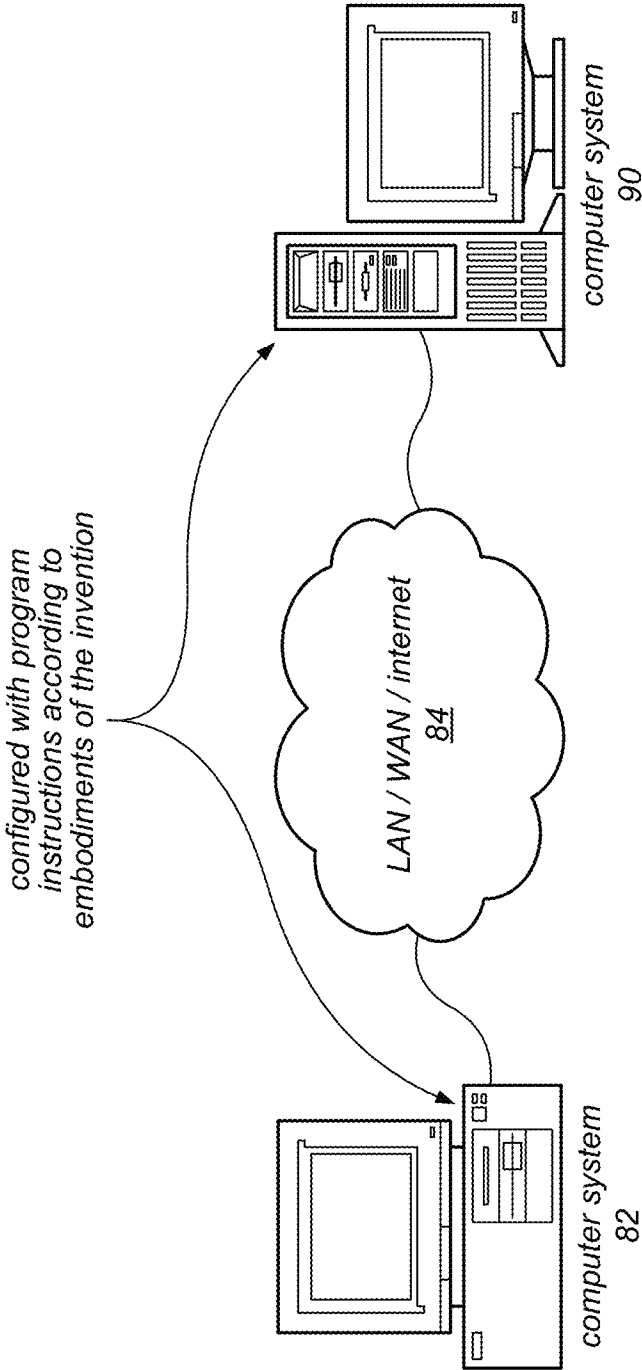 configured with program
instructions according to
embodiments of the invention
LAN / WAN / internet
84
computer system
82
computer system
90